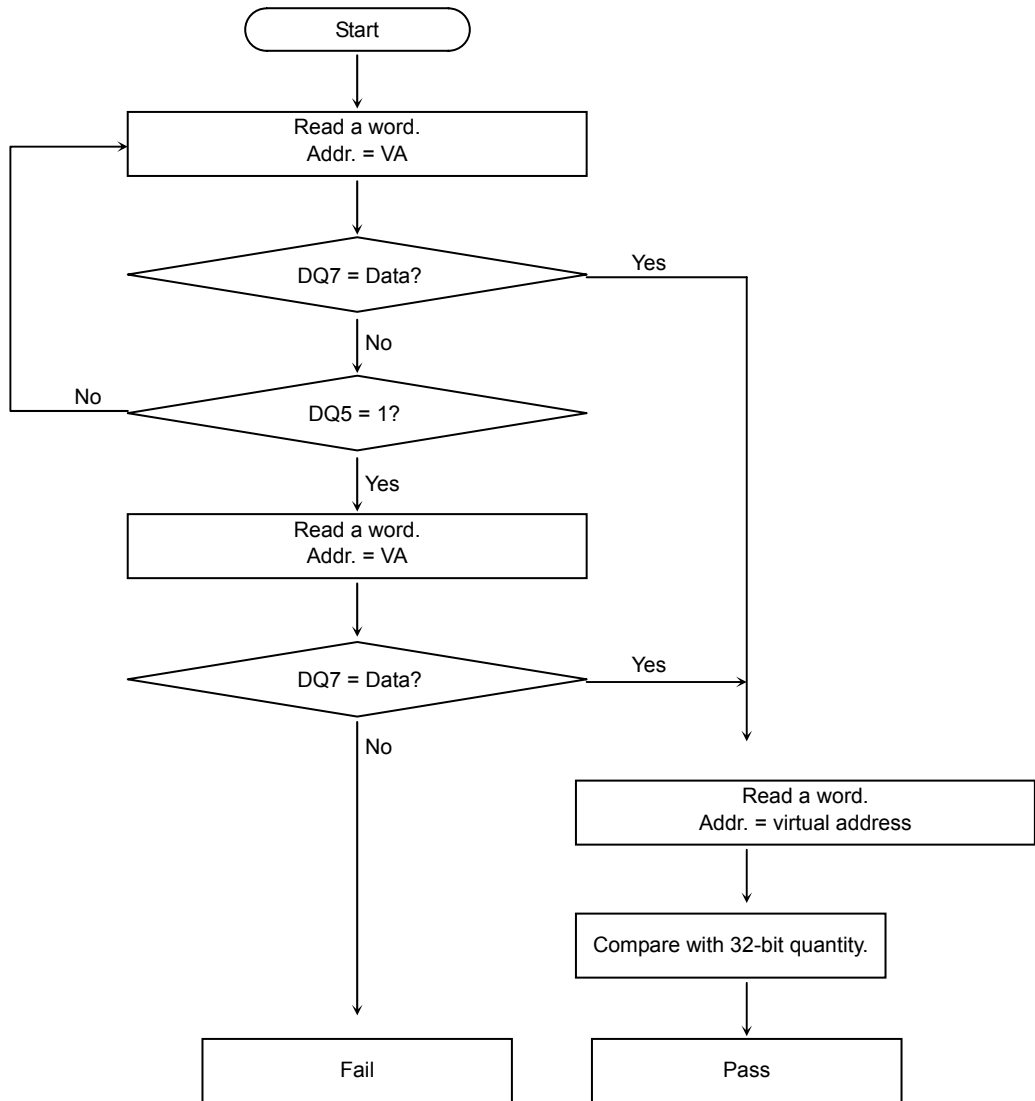 Start
Read a word.
Addr. = VA
DQ7 = Data?
Yes
No
No
DQ5 = 1?
Yes
Read a word.
Addr. = VA
DQ7 = Data?
Yes
No
Read a word.
Addr. = virtual address
Compare with 32-bit quantity.
Fail
Pass